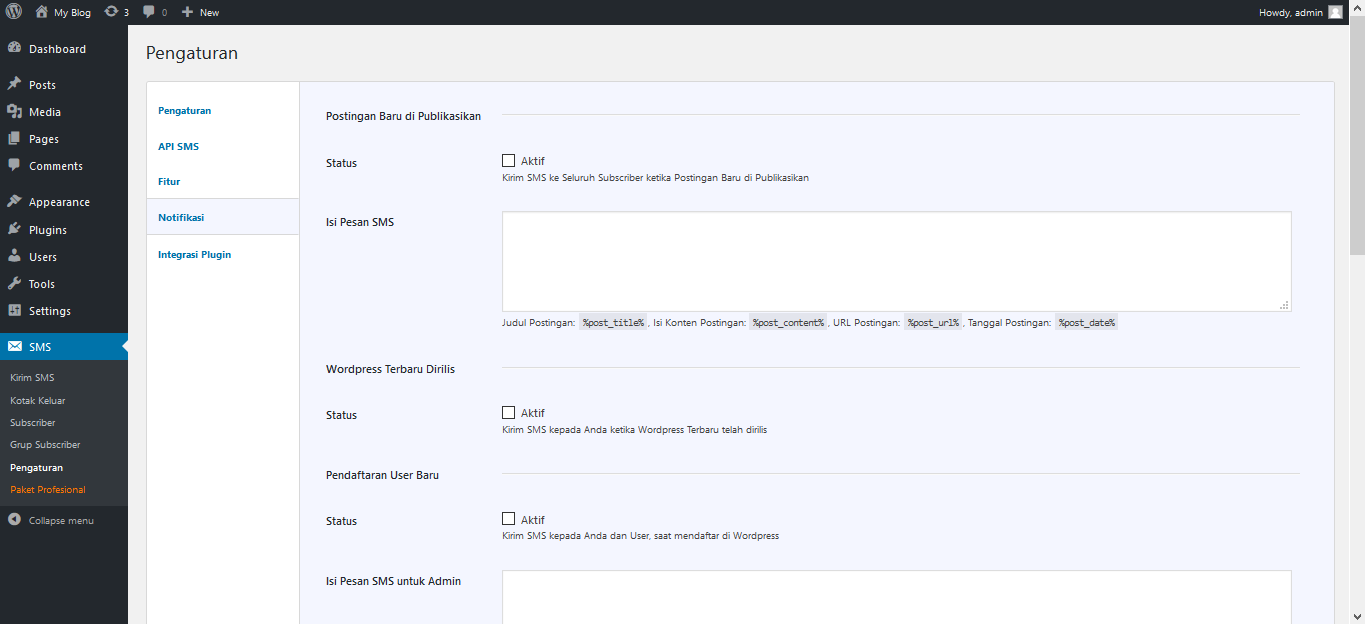 My Blog 3 0 New Howdy, admin
Dashboard
Posts
Media
Pages
Comments
Appearance
Plugins
Users
Tools
Settings
SMS
Kirim SMS
Kotak Keluar
Subscriber
Grup Subscriber
Pengaturan
Paket Profesional
Collapse menu
Pengaturan
Pengaturan
API SMS
Fitur
Notifikasi
Integrasi Plugin
Postingan Baru di Publikasikan
Status
Aktif
Kirim SMS ke Seluruh Subscriber ketika Postingan Baru di Publikasikan
Isi Pesan SMS
Judul Postingan: %post_title% , Isi Konten Postingan: %post_content% , URL Postingan: %post_url% , Tanggal Postingan: %post_date%
Wordpress Terbaru Dirilis
Status
Aktif
Kirim SMS kepada Anda ketika Wordpress Terbaru telah dirilis
Pendaftaran User Baru
Status
Aktif
Kirim SMS kepada Anda dan User, saat mendaftar di Wordpress
Isi Pesan SMS untuk Admin